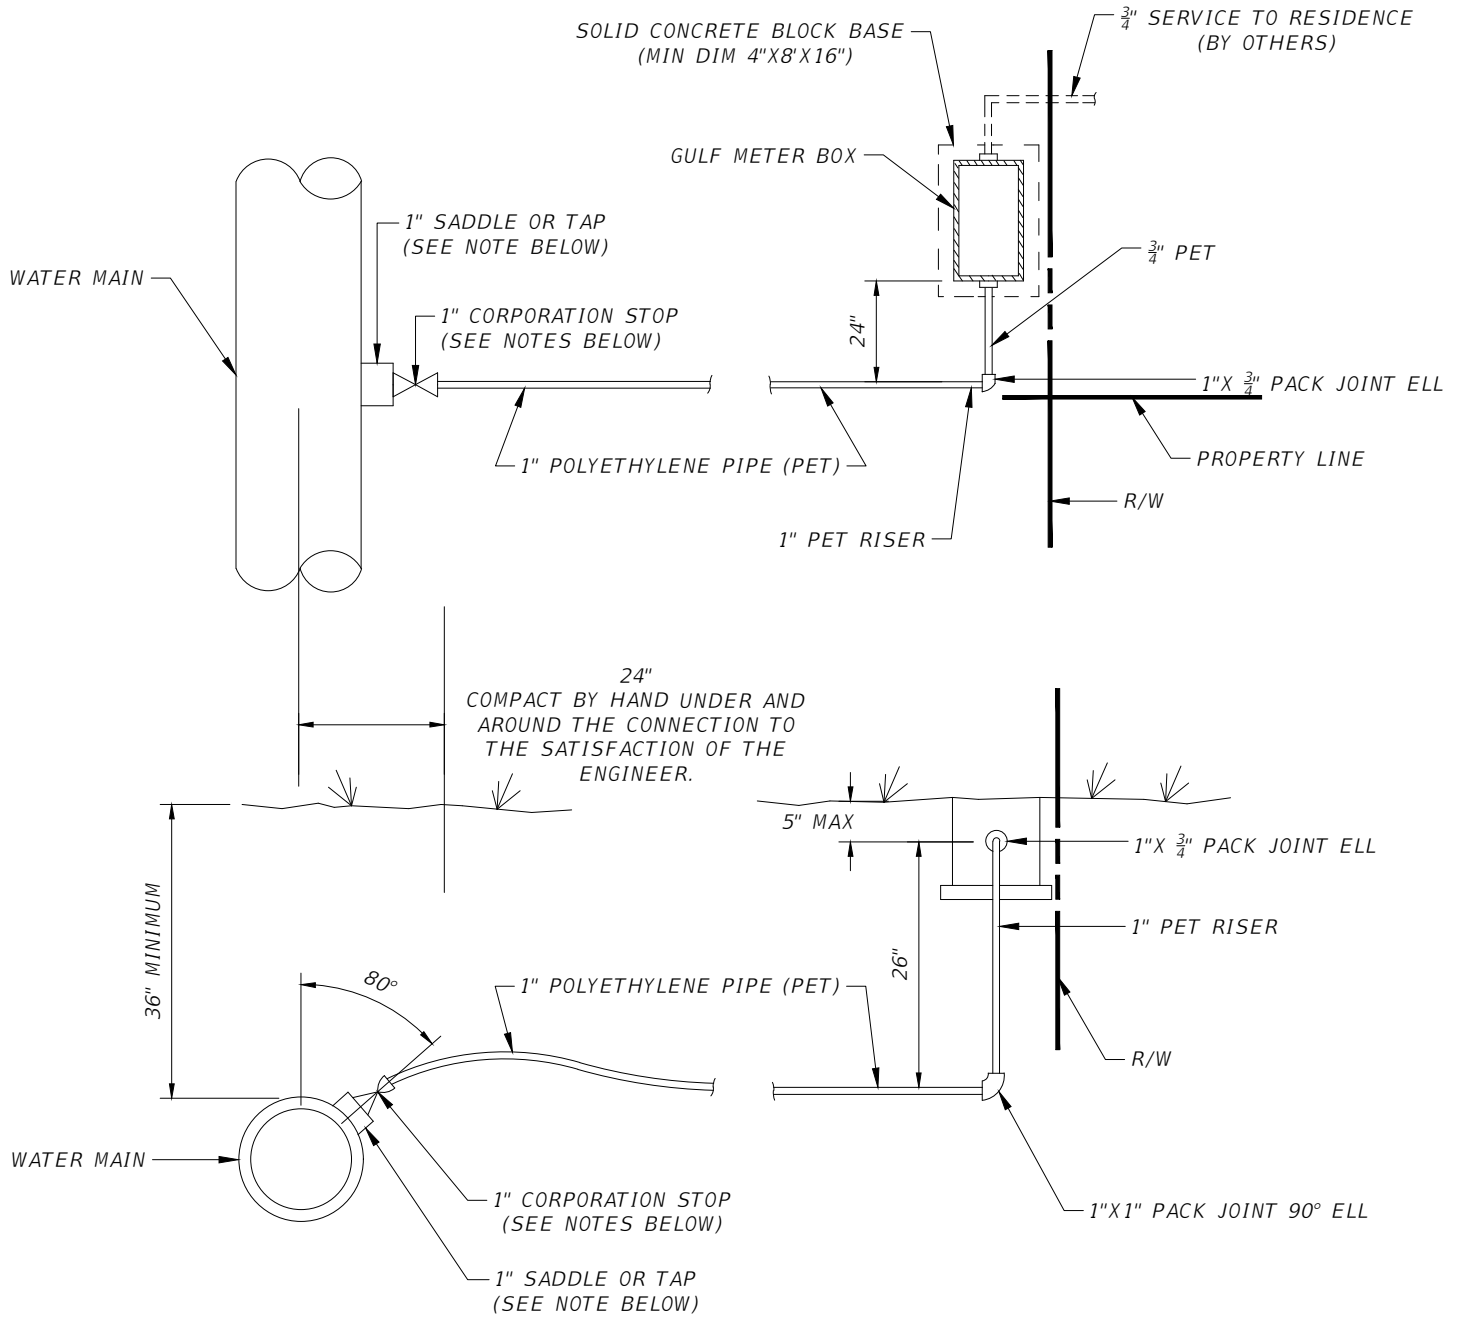 SOLID CONCRETE BLOCK BASE
(MIN DIM 4"X8'X16")
3/4" SERVICE TO RESIDENCE
(BY OTHERS)
GULF METER BOX
1" SADDLE OR TAP
(SEE NOTE BELOW)
WATER MAIN
3/4" PET
1" CORPORATION STOP
(SEE NOTES BELOW)
24"
1"X 3/4" PACK JOINT ELL
1" POLYETHYLENE PIPE (PET)
PROPERTY LINE
R/W
1" PET RISER
24"
COMPACT BY HAND UNDER AND
AROUND THE CONNECTION TO
THE SATISFACTION OF THE
ENGINEER.
5" MAX
1"X 3/4" PACK JOINT ELL
36" MINIMUM
1" PET RISER
26"
80°
1" POLYETHYLENE PIPE (PET)
R/W
WATER MAIN
1" CORPORATION STOP
(SEE NOTES BELOW)
1"X1" PACK JOINT 90° ELL
1" SADDLE OR TAP
(SEE NOTE BELOW)